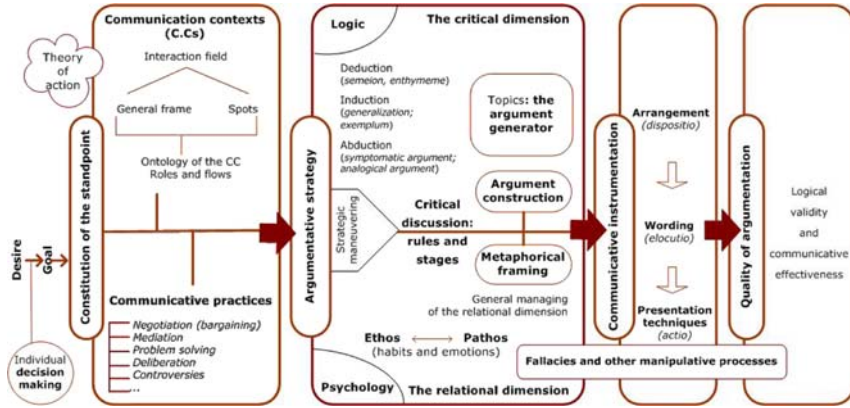 Theory
of
action
Desire
Goal
Individual
decision
making
Constitution of the standpoint
Communication contexts
(C.Cs)
Interaction field
General frame
Spots
Ontology of the CC
Roles and flows
Communicative practices
Negotiation (bargaining)
Mediation
Problem solving
Deliberation
Controversies
...
Argumentative strategy
Logic
The critical dimension
Deduction
(semeion, enthymeme)
Induction
(generalization;
exemplum)
Abduction
(symptomatic argument;
analogical argument)
Topics: the
argument
generator
Strategic
maneuvering
Critical
discussion:
rules and
stages
Argument
construction
Metaphorical
framing
General managing
of the relational dimension
Ethos
Pathos
(habits and emotions)
Psychology
The relational dimension
Communicative instrumentation
Arrangement
(dispositio)
Wording
(elocutio)
Presentation
techniques
(actio)
Fallacies and other manipulative processes
Quality of argumentation
Logical
validity
and
communicative
effectiveness